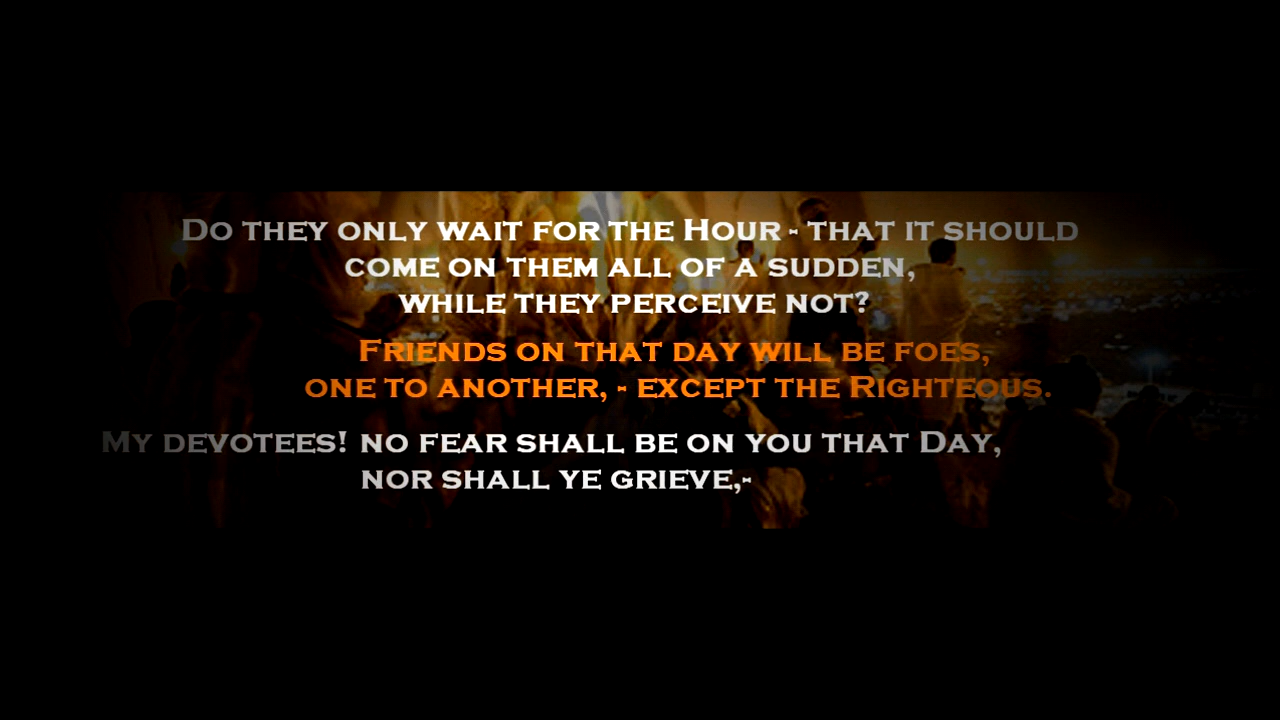 Do they only wait for the Hour - that it should
come on them all of a sudden,
while they perceive not?
Friends on that day will be foes,
one to another, - except the Righteous.
My devotees! no fear shall be on you that Day,
nor shall ye grieve,-